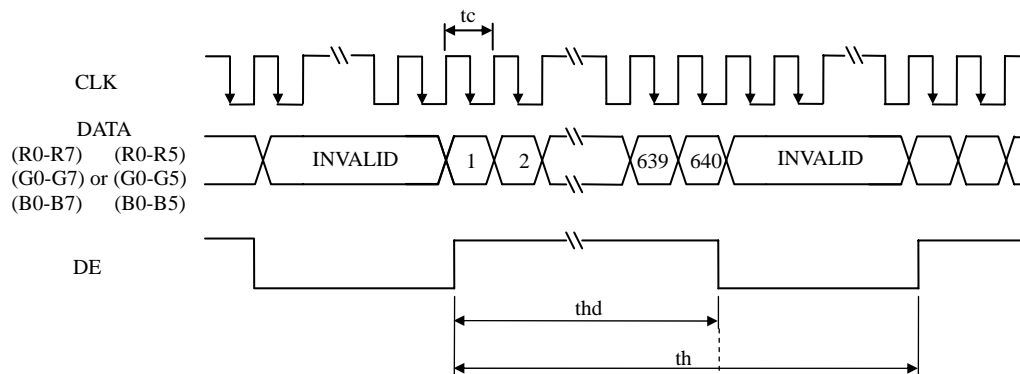 tc
CLK
DATA
(R0-R7) (R0-R5)
(G0-G7) or (G0-G5)
(B0-B7) (B0-B5)
INVALID 1 2 639 640 INVALID
DE
thd
th